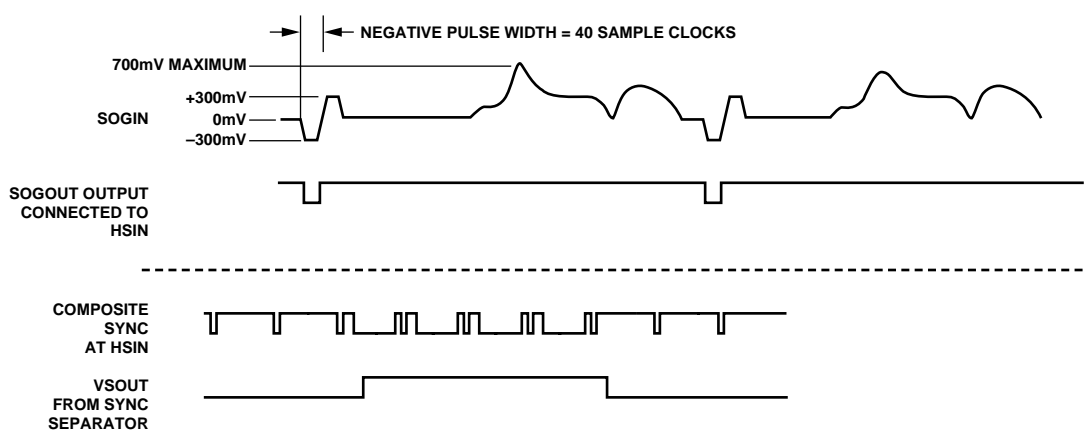 NEGATIVE PULSE WIDTH = 40 SAMPLE CLOCKS
700mV MAXIMUM
+300mV
SOGIN
0mV
−300mV
SOGOUT OUTPUT
CONNECTED TO
HSIN
COMPOSITE
SYNC
AT HSIN
VSOUT
FROM SYNC
SEPARATOR